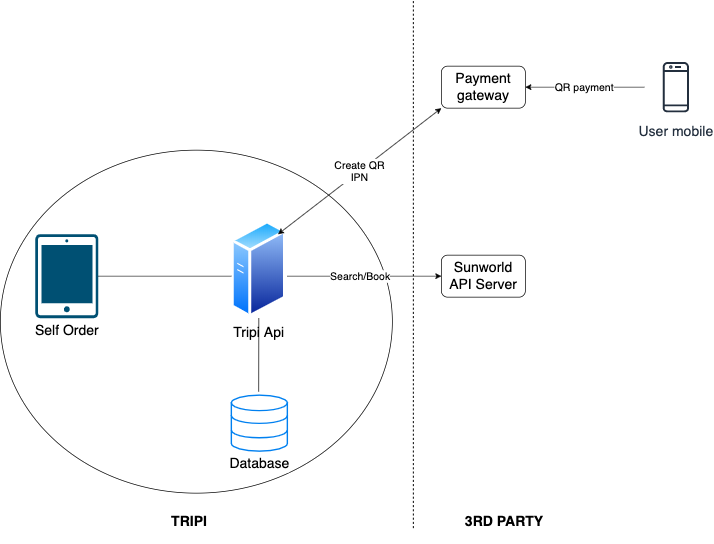 Payment
gateway
QR payment
User mobile
Create QR
IPN
Search/Book
Sunworld
API Server
Self Order
Tripi Api
Database
TRIPI
3RD PARTY